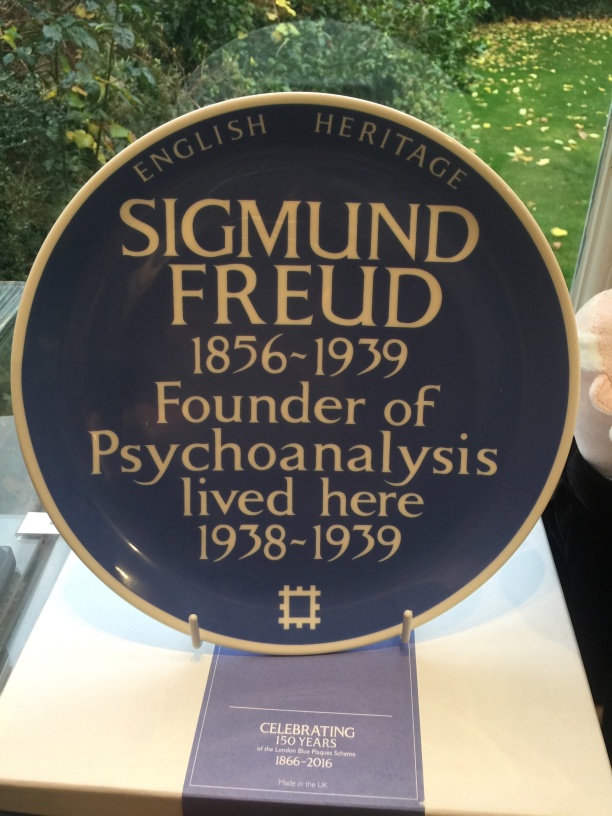 ENGLISH HERITAGE
SIGMUND
FREUD
1856~1939
Founder of
Psychoanalysis
lived here
1938~1939
CELEBRATING
150 YEARS
of the London Blue Plaques Scheme
1866-2016
Made in the UK